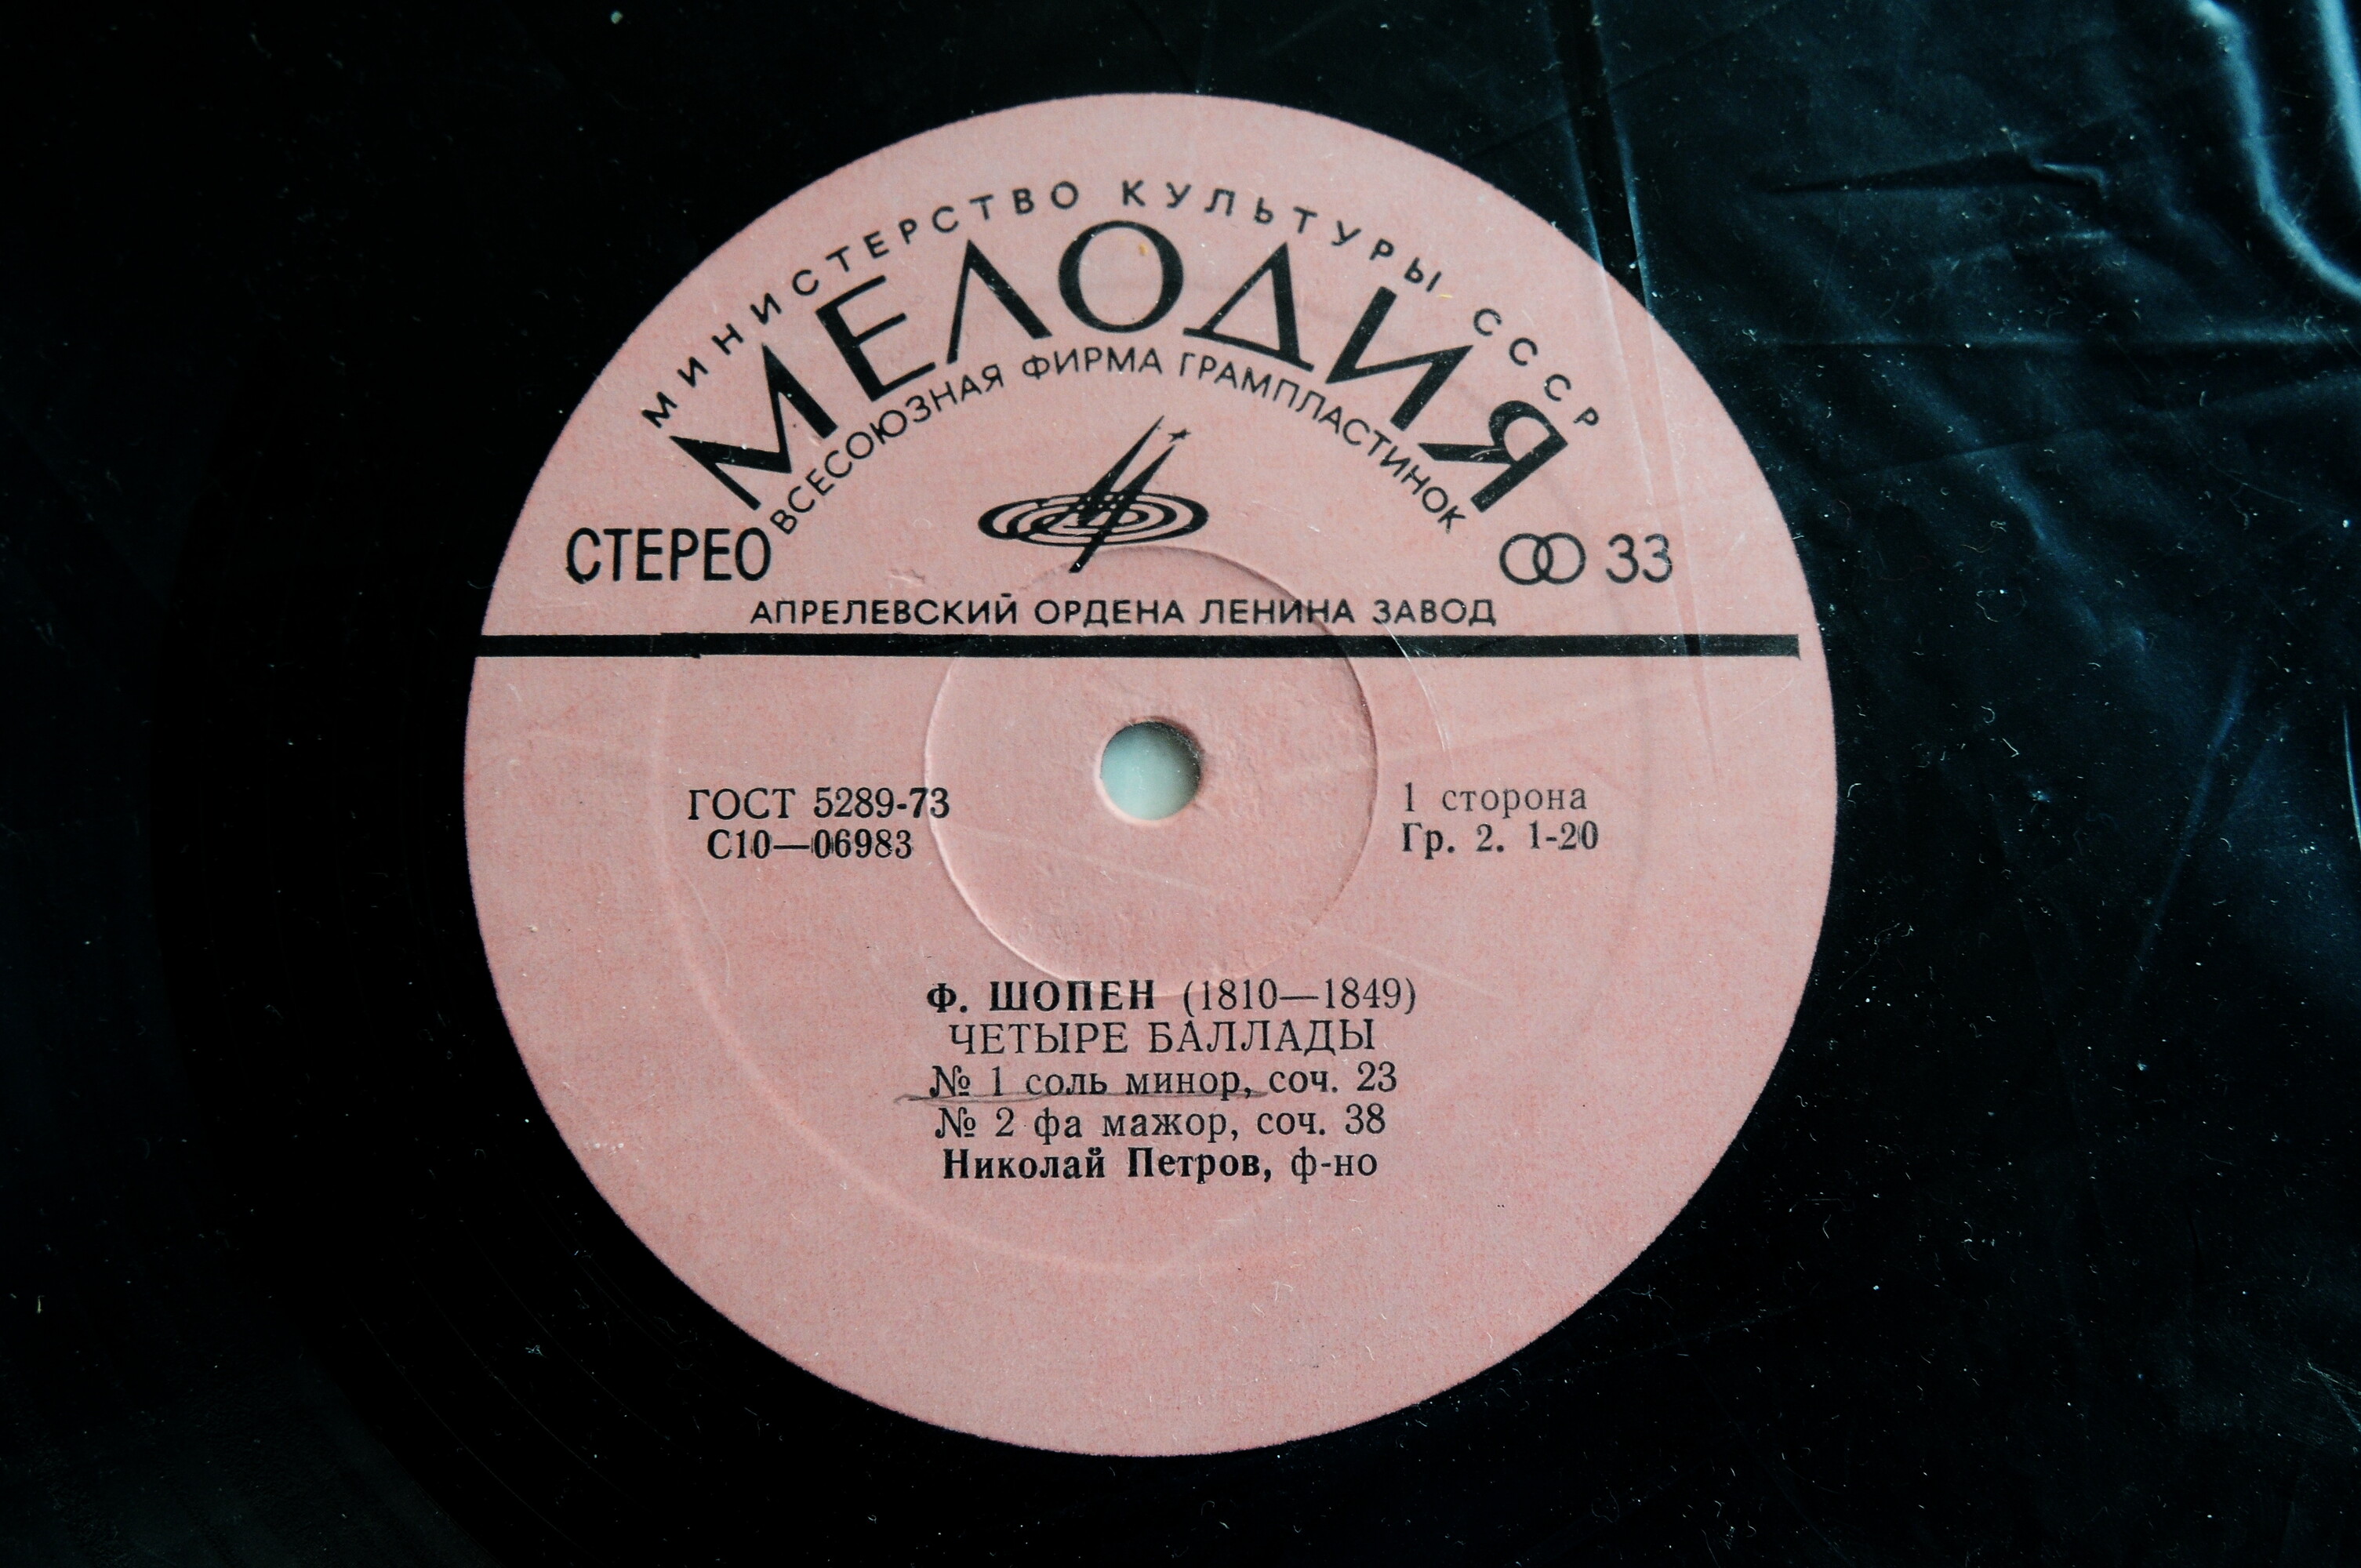 МИНИСТЕРСТВО КУЛЬТУРЫ СССР
МЕЛОДИЯ
ВСЕСОЮЗНАЯ ФИРМА ГРАМПЛАСТИНОК
СТЕРЕО
33
АПРЕЛЕВСКИЙ ОРДЕНА ЛЕНИНА ЗАВОД
ГОСТ 5289-73
С10—06983
1 сторона
Гр. 2. 1-20
Ф. ШОПЕН (1810—1849)
ЧЕТЫРЕ БАЛЛАДЫ
№ 1 соль минор, соч. 23
№ 2 фа мажор, соч. 38
Николай Петров, ф-но